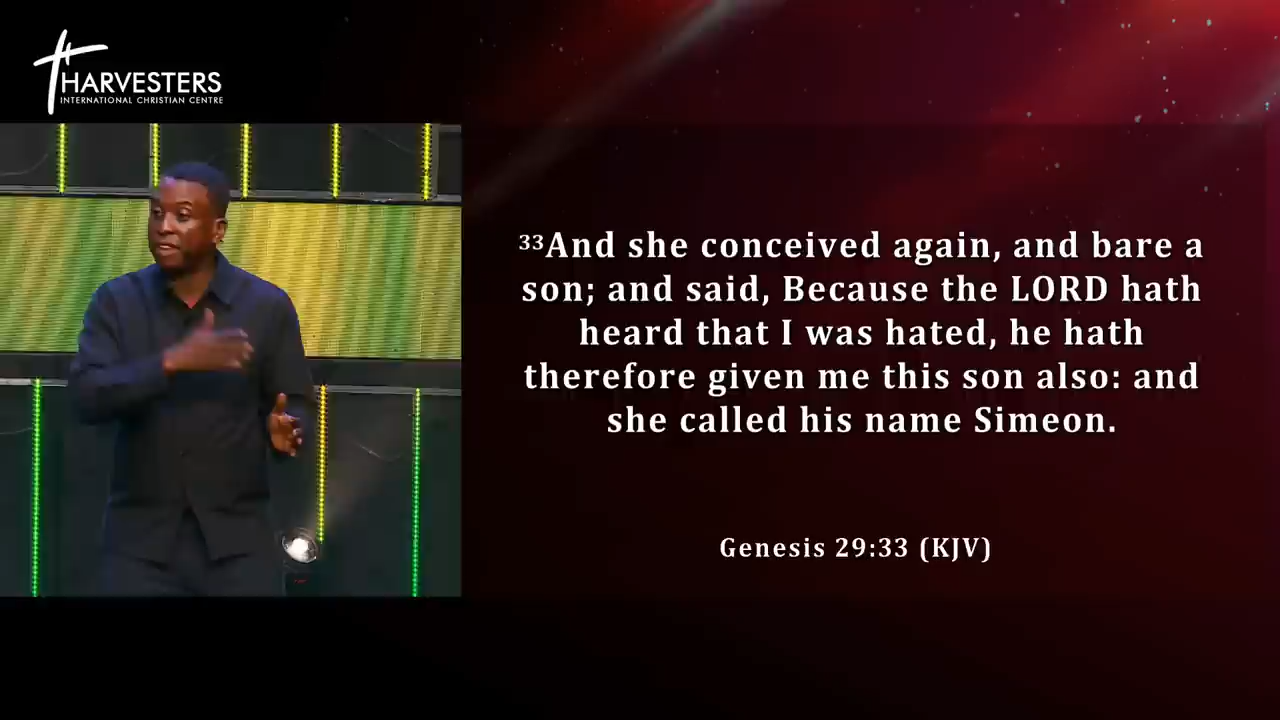 HARVESTERS
INTERNATIONAL CHRISTIAN CENTRE
³³And she conceived again, and bare a
son; and said, Because the LORD hath
heard that I was hated, he hath
therefore given me this son also: and
she called his name Simeon.
Genesis 29:33 (KJV)